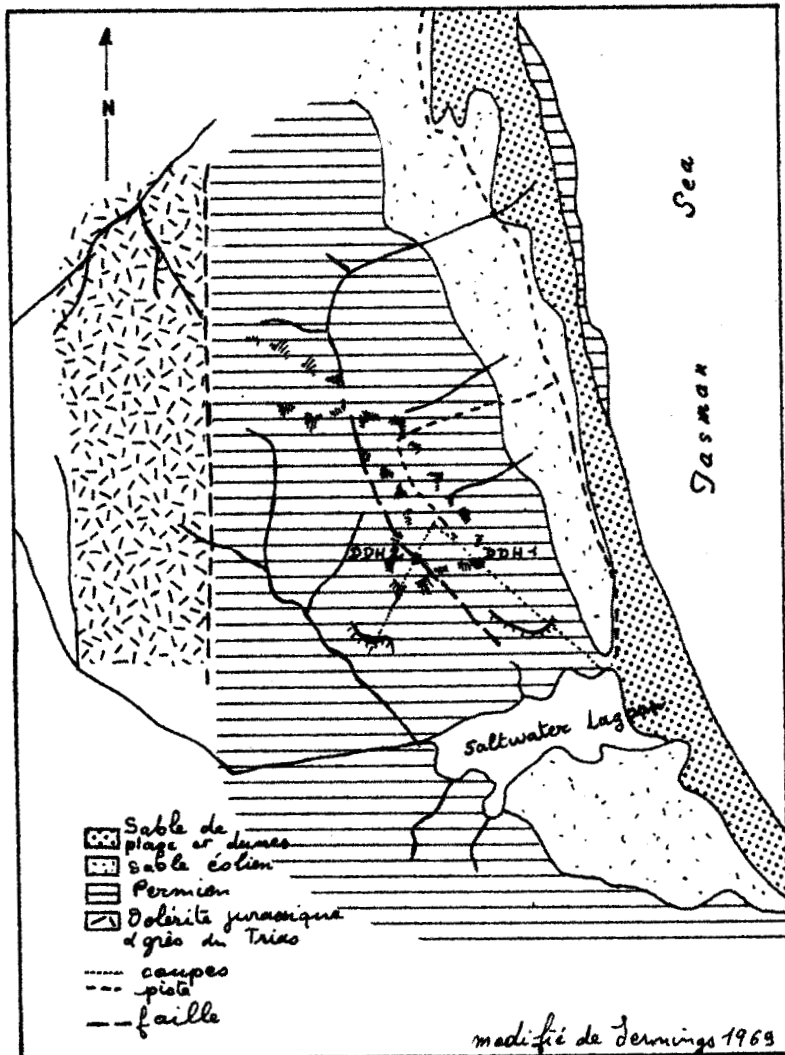 N
Sea
Tasman
DDH 2
DDH 1
Saltwater Lagoon
Sable de
plage et dunes
Sable éolien
Permien
Dolérite jurassique
& grès du Trias
coupes
piste
faille
modifié de Jennings 1969